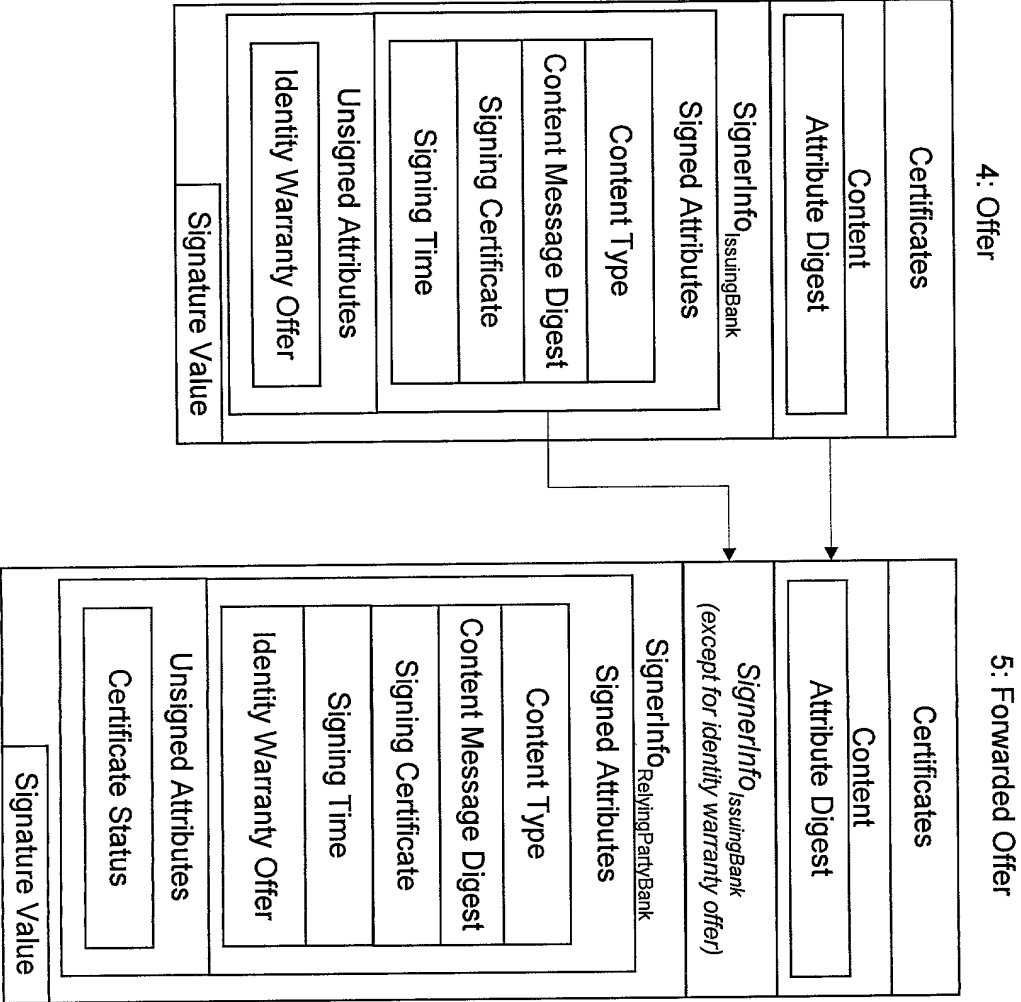 4: Offer
Certificates
Content
Attribute Digest
SignerInfoIssuingBank
Signed Attributes
Content Type
Content Message Digest
Signing Certificate
Signing Time
Unsigned Attributes
Identity Warranty Offer
Signature Value
5: Forwarded Offer
Certificates
Content
Attribute Digest
SignerInfoIssuingBank
(except for identity warranty offer)
SignerInfoRelyingPartyBank
Signed Attributes
Content Type
Content Message Digest
Signing Certificate
Signing Time
Identity Warranty Offer
Unsigned Attributes
Certificate Status
Signature Value